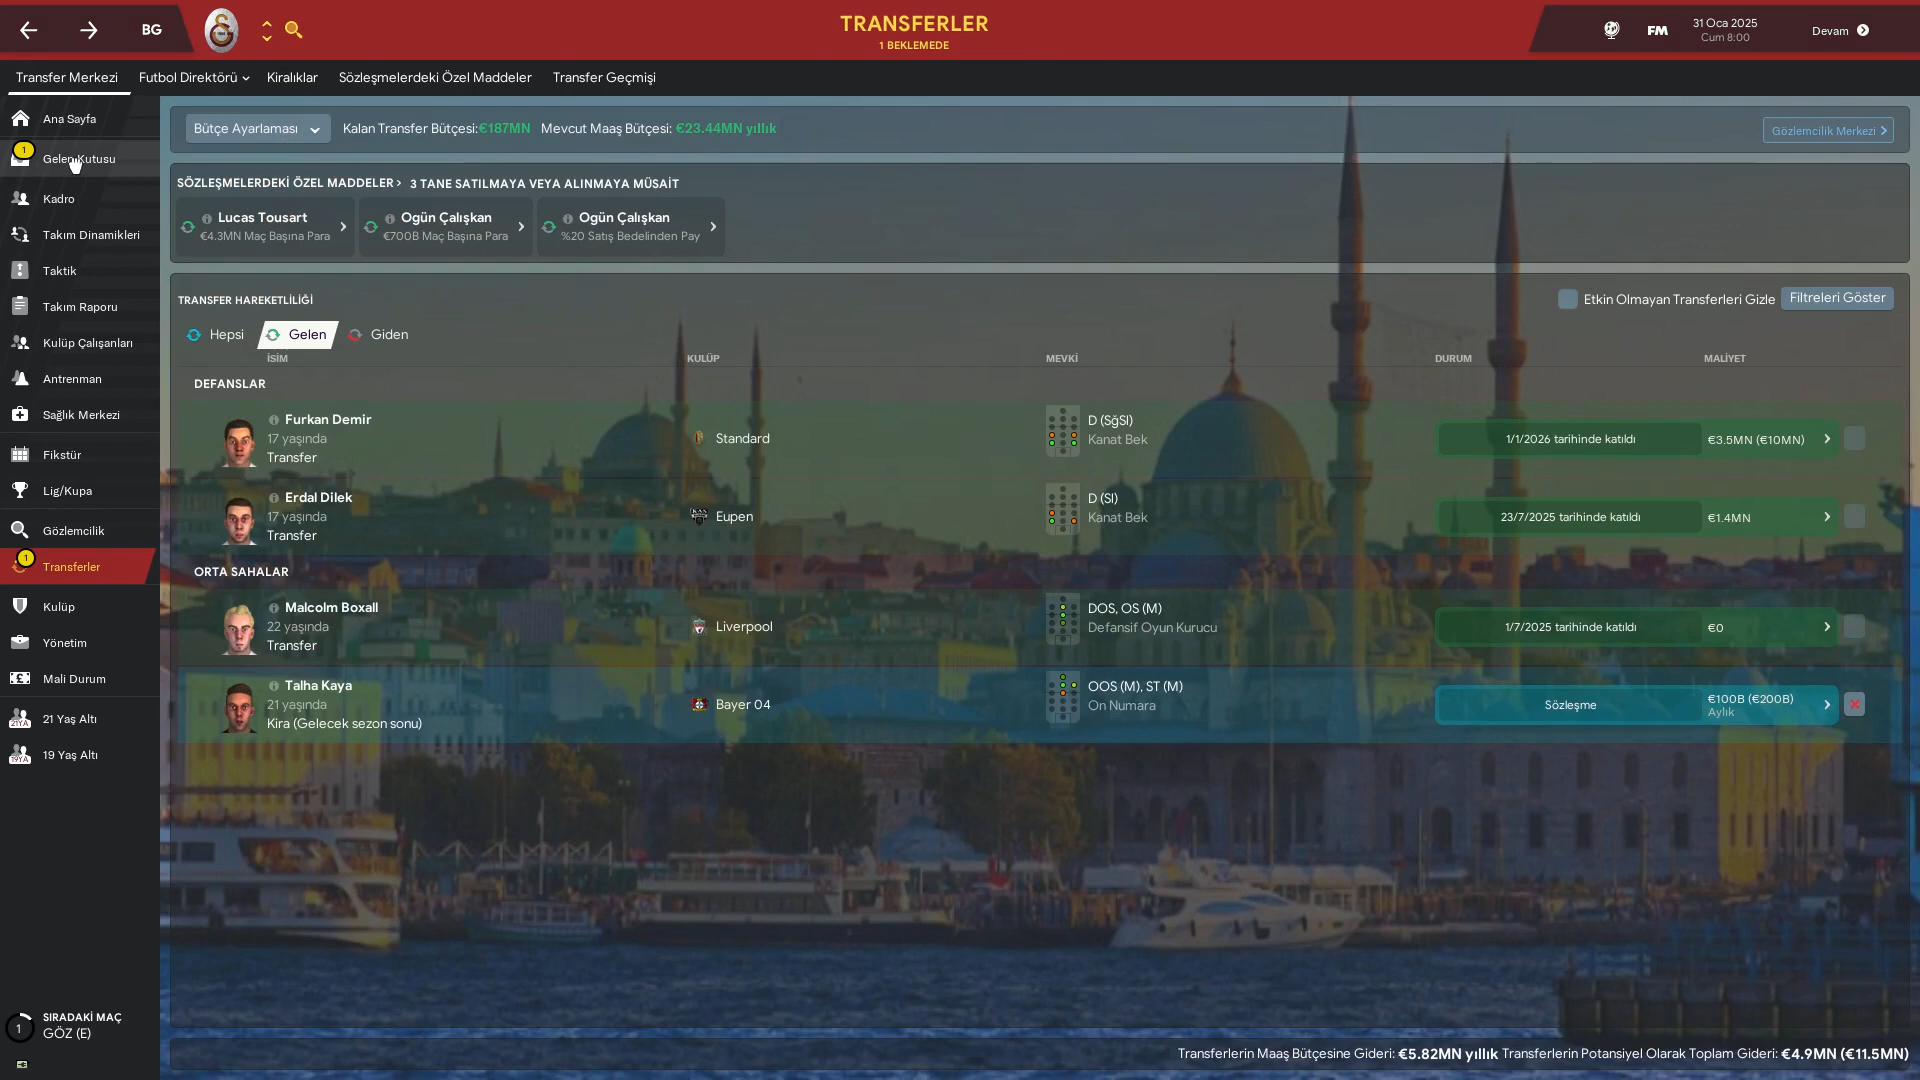 BG
TRANSFERLER
1 BEKLEMEDE
FM
31 Oca 2025
Cum 8:00
Devam
Transfer Merkezi
Futbol Direktörü
Kiralıklar
Sözleşmelerdeki Özel Maddeler
Transfer Geçmişi
Ana Sayfa
1
Gelen Kutusu
Kadro
Takım Dinamikleri
Taktik
Takım Raporu
Kulüp Çalışanları
Antrenman
Sağlık Merkezi
Fikstür
Lig/Kupa
Gözlemcilik
1
Transferler
Kulüp
Yönetim
Mali Durum
21YA
21 Yaş Altı
19YA
19 Yaş Altı
1
SIRADAKİ MAÇ
GÖZ (E)
Bütçe Ayarlaması
Kalan Transfer Bütçesi:€187MN Mevcut Maaş Bütçesi: €23.44MN yıllık
Gözlemcilik Merkezi
SÖZLEŞMELERDEKİ ÖZEL MADDELER › 3 TANE SATILMAYA VEYA ALINMAYA MÜSAİT
Lucas Tousart
€4.3MN Maç Başına Para
Ogün Çalışkan
€700B Maç Başına Para
Ogün Çalışkan
%20 Satış Bedelinden Pay
TRANSFER HAREKETLİLİĞİ
Etkin Olmayan Transferleri Gizle
Filtreleri Göster
Hepsi
Gelen
Giden
İSİM KULÜP MEVKİ DURUM MALİYET
DEFANSLAR
Furkan Demir
17 yaşında
Transfer
Standard
D (SğSl)
Kanat Bek
1/1/2026 tarihinde katıldı
€3.5MN (€10MN)
Erdal Dilek
17 yaşında
Transfer
Eupen
D (Sl)
Kanat Bek
23/7/2025 tarihinde katıldı
€1.4MN
ORTA SAHALAR
Malcolm Boxall
22 yaşında
Transfer
Liverpool
DOS, OS (M)
Defansif Oyun Kurucu
1/7/2025 tarihinde katıldı
€0
Talha Kaya
21 yaşında
Kira (Gelecek sezon sonu)
Bayer 04
OOS (M), ST (M)
On Numara
Sözleşme
€100B (€200B)
Aylık
Transferlerin Maaş Bütçesine Gideri: €5.82MN yıllık Transferlerin Potansiyel Olarak Toplam Gideri: €4.9MN (€11.5MN)